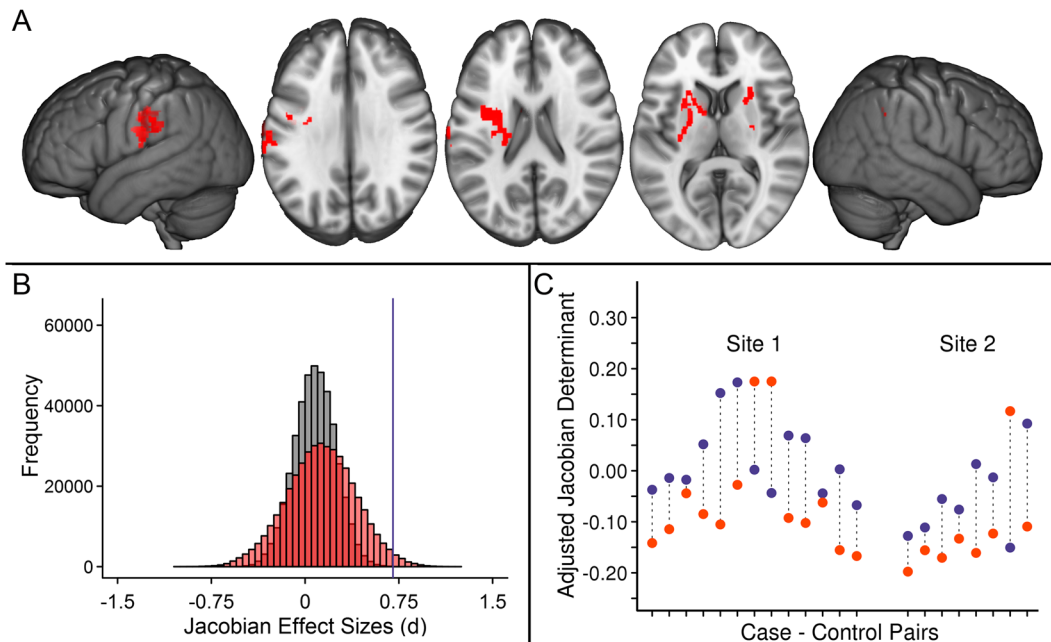 A
B
Frequency
60000
40000
20000
0
-1.5
-0.75
0
0.75
1.5
Jacobian Effect Sizes (d)
C
Adjusted Jacobian Determinant
0.30
0.20
0.10
0.00
-0.10
-0.20
Site 1
Site 2
Case - Control Pairs